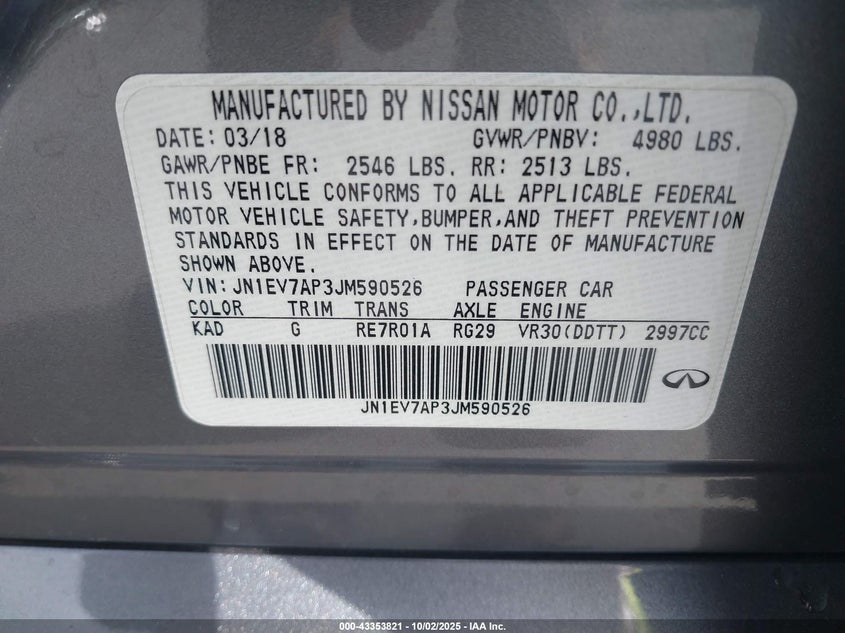 MANUFACTURED BY NISSAN MOTOR CO.,LTD.
DATE: 03/18 GVWR/PNBV: 4980 LBS.
GAWR/PNBE FR: 2546 LBS. RR: 2513 LBS.
THIS VEHICLE CONFORMS TO ALL APPLICABLE FEDERAL
MOTOR VEHICLE SAFETY,BUMPER,AND THEFT PREVENTION
STANDARDS IN EFFECT ON THE DATE OF MANUFACTURE
SHOWN ABOVE.
VIN:JN1EV7AP3JM590526 PASSENGER CAR
COLOR TRIM TRANS AXLE ENGINE
KAD G RE7R01A RG29 VR30(DDTT) 2997CC
JN1EV7AP3JM590526
000-43353821 - 10/02/2025 - IAA Inc.